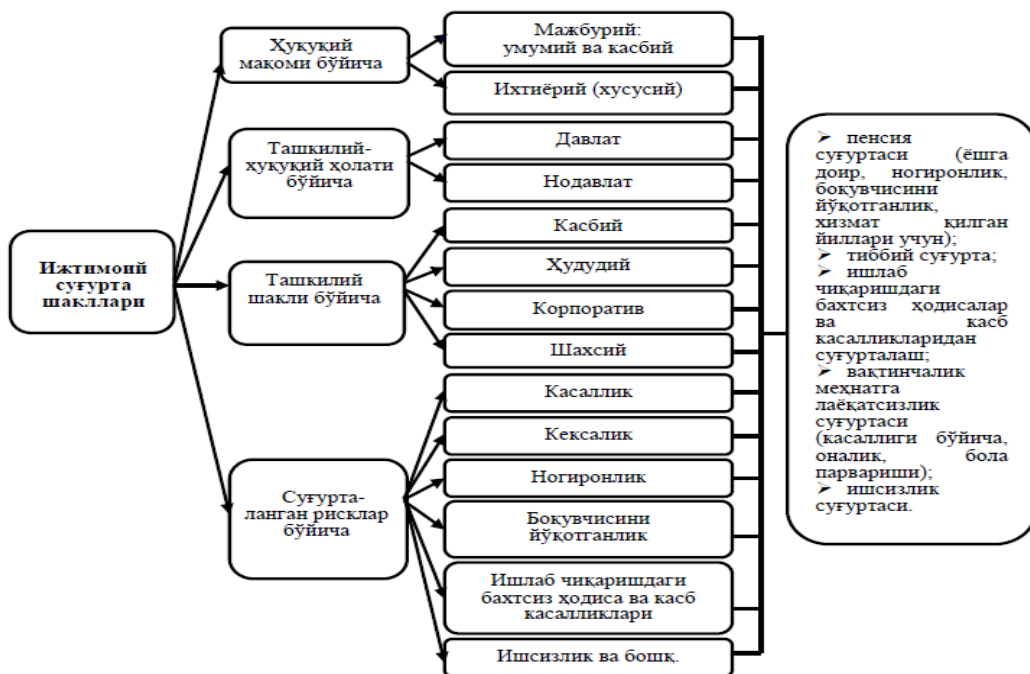 Ижтимоий
суғурта
шакллари
Ҳуқуқий
мақоми бўйича
Ташкилий-
ҳуқуқий ҳолати
бўйича
Ташкилий
шакли бўйича
Суғурта-
ланган рисклар
бўйича
Мажбурий:
умумий ва касбий
Ихтиёрий (хусусий)
Давлат
Нодавлат
Касбий
Ҳудудий
Корпоратив
Шахсий
Касаллик
Кексалик
Ногиронлик
Боқувчисини
йўқотганлик
Ишлаб чиқаришдаги
бахтсиз ҳодиса ва касб
касалликлари
Ишсизлик ва бошқ.
➢ пенсия
суғуртаси (ёшга
доир, ногиронлик,
боқувчисини
йўқотганлик,
хизмат қилган
йиллари учун);
➢ тиббий суғурта;
➢ ишлаб
чиқаришдаги
бахтсиз ҳодисалар
ва касб
касалликларидан
суғурталаш;
➢ вақтинчалик
меҳнатга
лаёқатсизлик
суғуртаси
(касаллиги бўйича,
оналик, бола
парвариши);
➢ ишсизлик
суғуртаси.